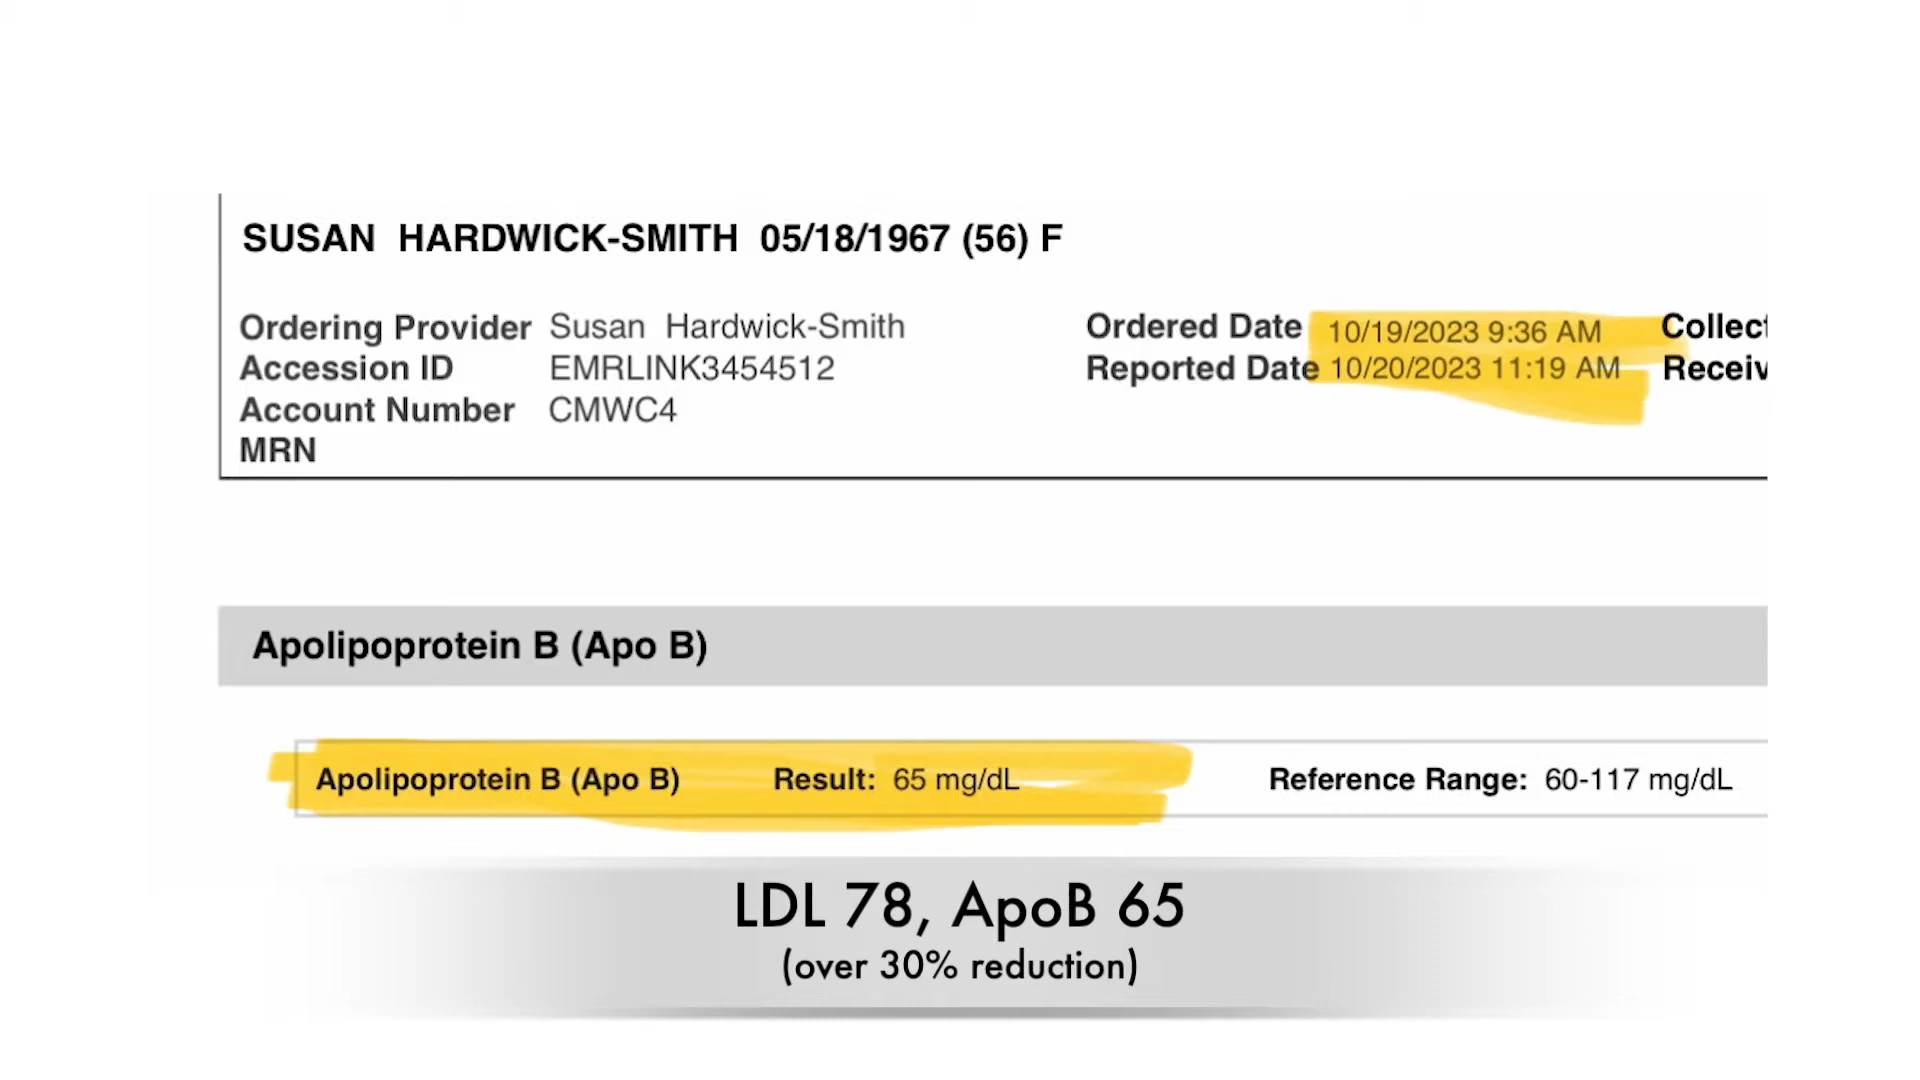 SUSAN HARDWICK-SMITH 05/18/1967 (56) F
Ordering Provider Susan Hardwick-Smith Ordered Date 10/19/2023 9:36 AM Collect
Accession ID EMRLINK3454512 Reported Date 10/20/2023 11:19 AM Receiv
Account Number CMWC4
MRN
Apolipoprotein B (Apo B)
Apolipoprotein B (Apo B) Result: 65 mg/dL Reference Range: 60-117 mg/dL
LDL 78, ApoB 65
(over 30% reduction)